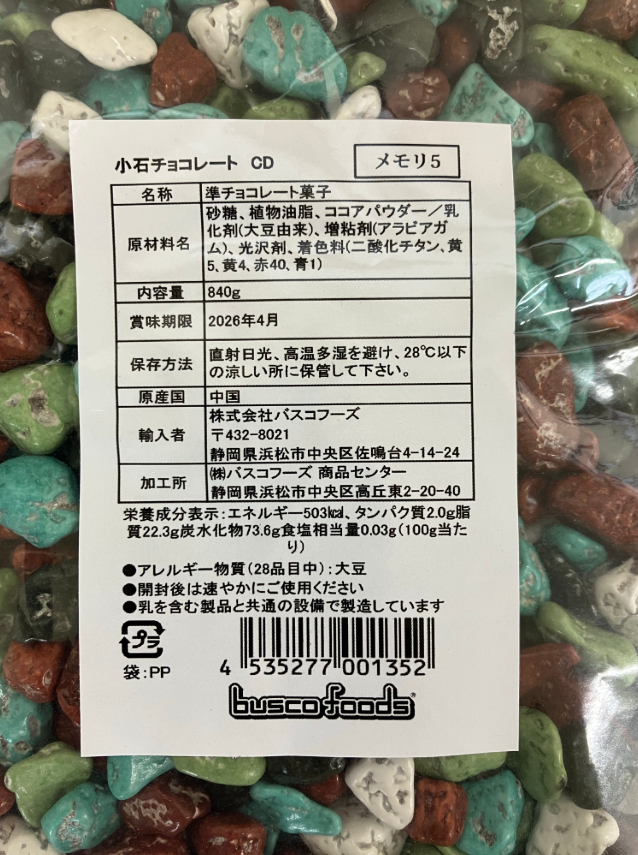 小石チョコレート CD
メモリ5
名称 準チョコレート菓子
原材料名 砂糖、植物油脂、ココアパウダー／乳
化剤(大豆由来)、増粘剤(アラビアガ
ム)、光沢剤、着色料(二酸化チタン、黄
5、黄4、赤40、青1)
内容量 840g
賞味期限 2026年4月
保存方法 直射日光、高温多湿を避け、28℃以下
の涼しい所に保管して下さい。
原産国 中国
輸入者 株式会社バスコフーズ
〒432-8021
静岡県浜松市中央区佐鳴台4-14-24
加工所 ㈱バスコフーズ 商品センター
静岡県浜松市中央区高丘東2-20-40
栄養成分表示：エネルギー503kcal、タンパク質2.0g脂
質22.3g炭水化物73.6g食塩相当量0.03g(100g当た
り)
●アレルギー物質(28品目中)：大豆
●開封後は速やかにご使用ください
●乳を含む製品と共通の設備で製造しています
プラ
袋：PP
4 535277 001352
buscofoods